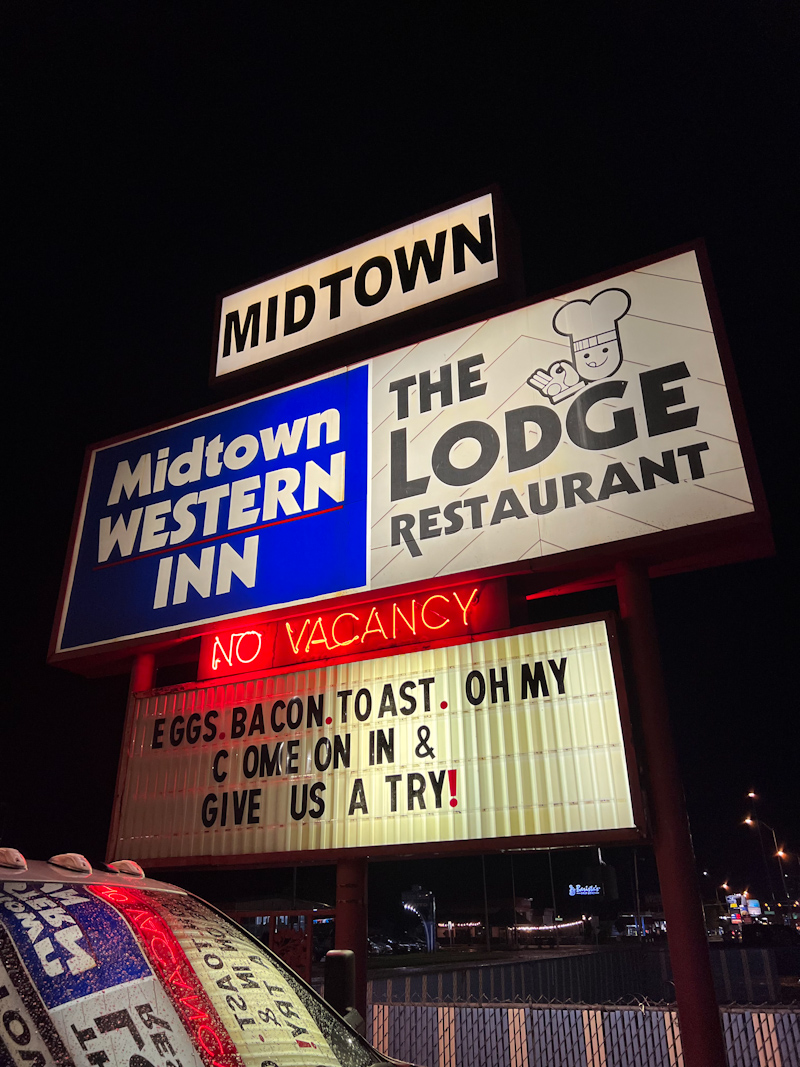 MIDTOWN
Midtown
WESTERN
INN
THE
LODGE
RESTAURANT
NO VACANCY
EGGS.BACON.TOAST. OH MY
COME ON IN &
GIVE US A TRY!